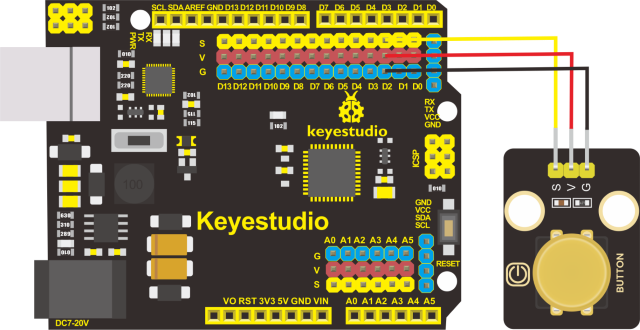 SCL SDA AREF GND D13 D12 D11 D10 D9 D8
D7 D6 D5 D4 D3 D2 D1 D0
RX
TX
PWR
S
V
G
D13 D12 D11 D10 D9 D8 D7 D6 D5 D4 D3 D2 D1 D0
RX
TX
VCC
GND
keyestudio
ICSP
102
100
Keyestudio
GND
VCC
SDA
SCL
RESET
A0 A1 A2 A3 A4 A5
G
V
S
VO RST 3V3 5V GND VIN
A0 A1 A2 A3 A4 A5
DC7-20V
S V G
BUTTON